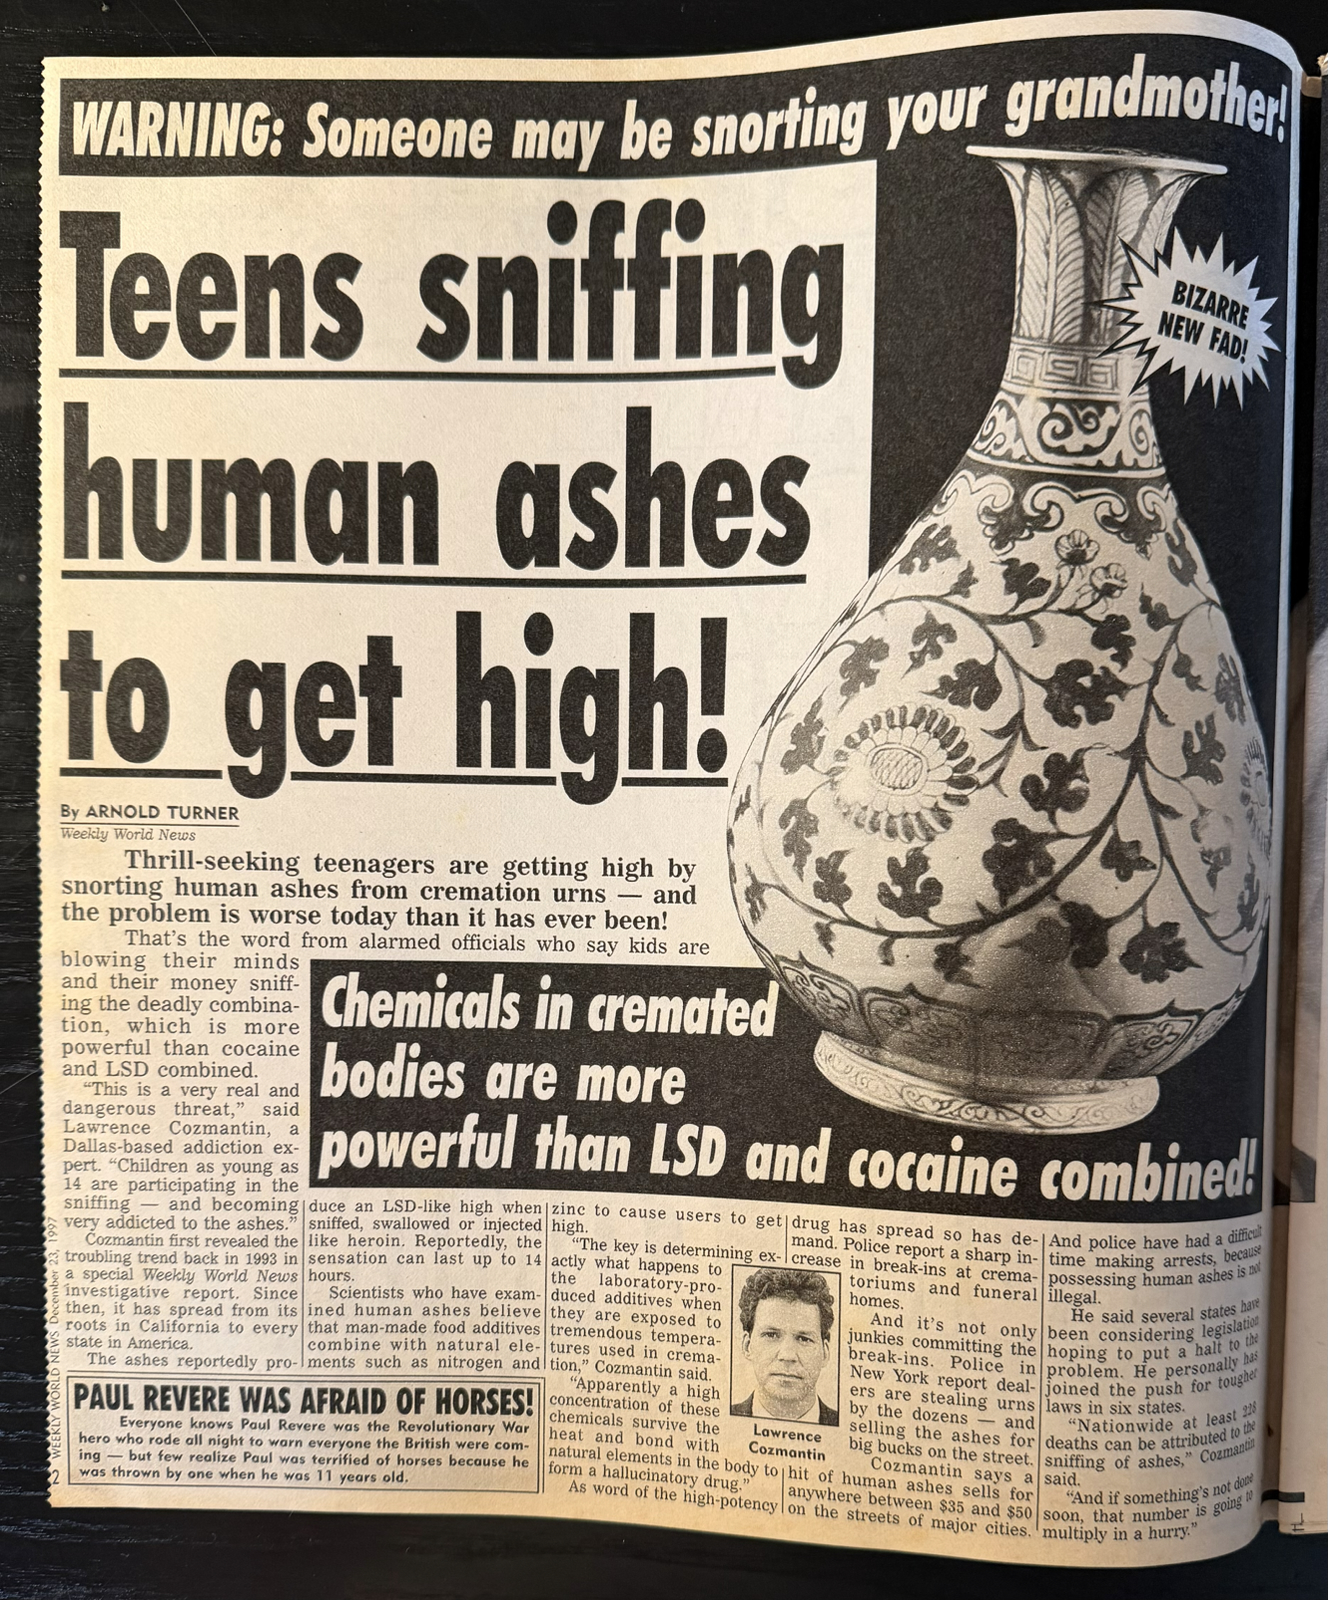 WARNING: Someone may be snorting your grandmother!
Teens sniffing
human ashes
to get high!
BIZARRE
NEW FAD!
By ARNOLD TURNER
Weekly World News
Thrill-seeking teenagers are getting high by
snorting human ashes from cremation urns — and
the problem is worse today than it has ever been!
That's the word from alarmed officials who say kids are
blowing their minds
and their money sniff-
ing the deadly combina-
tion, which is more
powerful than cocaine
and LSD combined.
"This is a very real and
dangerous threat," said
Lawrence Cozmantin, a
Dallas-based addiction ex-
pert. "Children as young as
14 are participating in the
sniffing — and becoming
very addicted to the ashes."
Cozmantin first revealed the
troubling trend back in 1993 in
a special Weekly World News
investigative report. Since
then, it has spread from its
roots in California to every
state in America.
The ashes reportedly pro-
Chemicals in cremated
bodies are more
powerful than LSD and cocaine combined!
duce an LSD-like high when
sniffed, swallowed or injected
like heroin. Reportedly, the
sensation can last up to 14
hours.
Scientists who have exam-
ined human ashes believe
that man-made food additives
combine with natural ele-
ments such as nitrogen and
zinc to cause users to get
high.
"The key is determining ex-
actly what happens to
the laboratory-pro-
duced additives when
they are exposed to
tremendous tempera-
tures used in crema-
tion," Cozmantin said.
"Apparently a high
concentration of these
chemicals survive the
heat and bond with
natural elements in the body to
form a hallucinatory drug."
As word of the high-potency
Lawrence
Cozmantin
drug has spread so has de-
mand. Police report a sharp in-
crease in break-ins at crema-
toriums and funeral
homes.
And it's not only
junkies committing the
break-ins. Police in
New York report deal-
ers are stealing urns
by the dozens — and
selling the ashes for
big bucks on the street.
Cozmantin says a
hit of human ashes sells for
anywhere between $35 and $50
on the streets of major cities.
And police have had a difficult
time making arrests, because
possessing human ashes is not
illegal.
He said several states have
been considering legislation
hoping to put a halt to the
problem. He personally has
joined the push for tougher
laws in six states.
"Nationwide at least 228
deaths can be attributed to the
sniffing of ashes," Cozmantin
said.
"And if something's not done
soon, that number is going to
multiply in a hurry."
PAUL REVERE WAS AFRAID OF HORSES!
Everyone knows Paul Revere was the Revolutionary War
hero who rode all night to warn everyone the British were com-
ing — but few realize Paul was terrified of horses because he
was thrown by one when he was 11 years old.
2 WEEKLY WORLD NEWS December 23, 1997